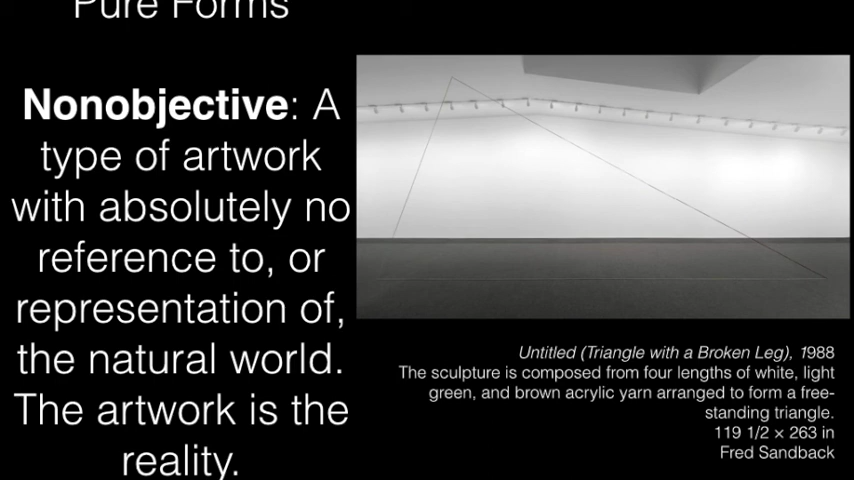 Pure Forms
Nonobjective: A
type of artwork
with absolutely no
reference to, or
representation of,
the natural world.
The artwork is the
reality.
Untitled (Triangle with a Broken Leg), 1988
The sculpture is composed from four lengths of white, light
green, and brown acrylic yarn arranged to form a free-
standing triangle.
119 1/2 × 263 in
Fred Sandback